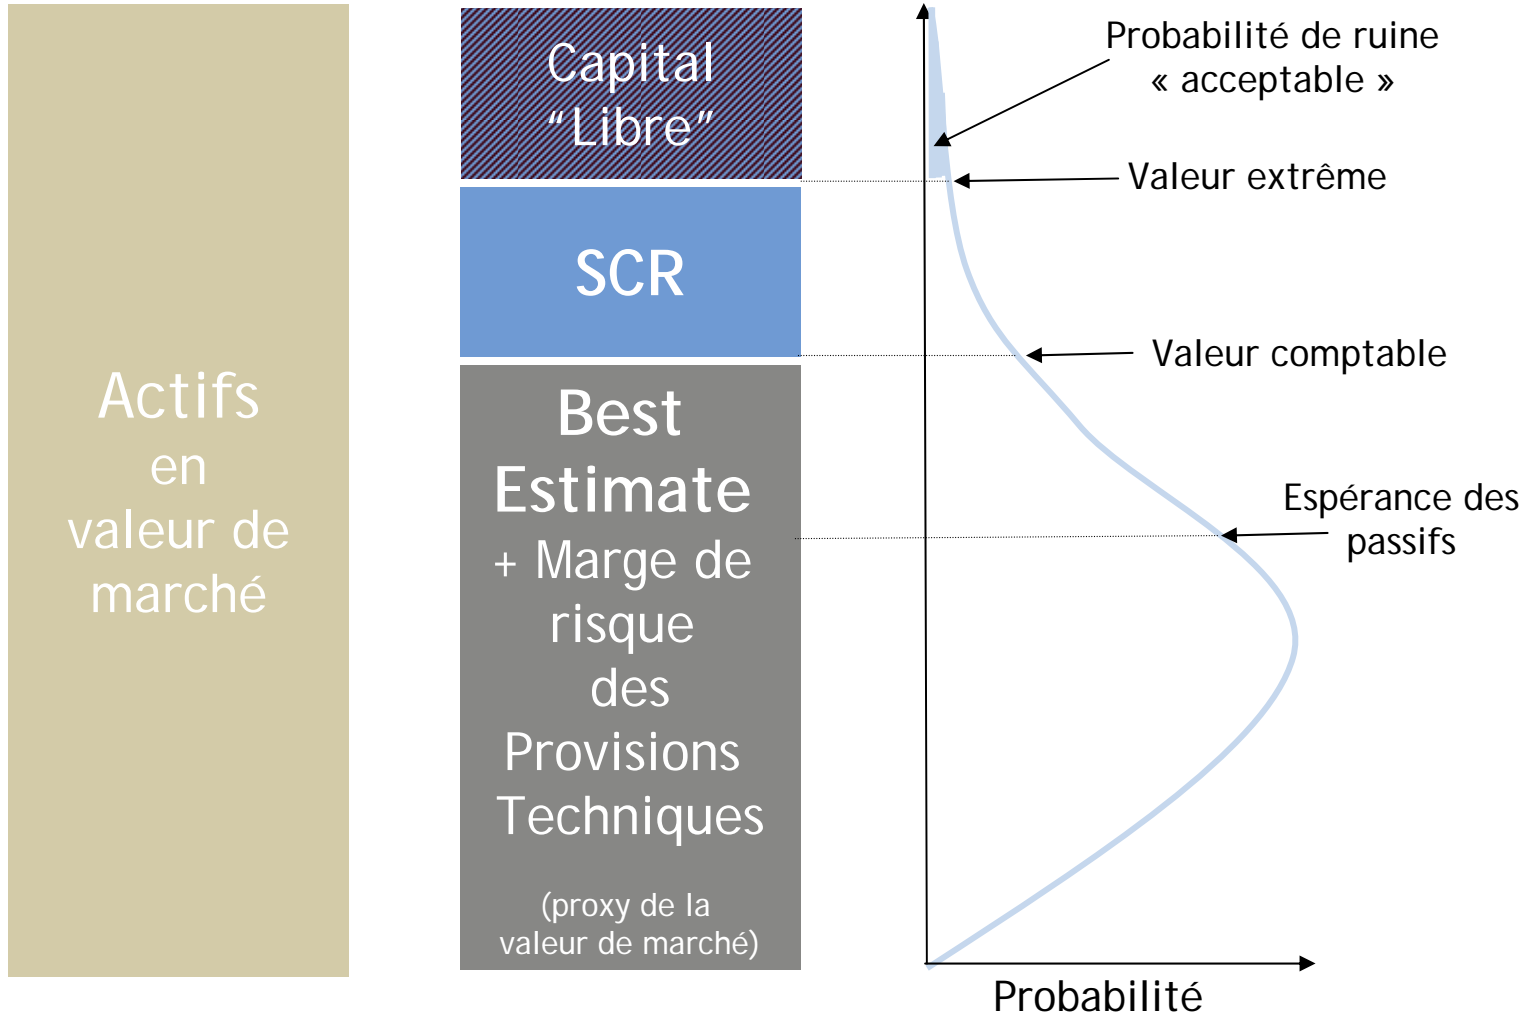 Actifs
en
valeur de
marché
Capital
“Libre”
SCR
Best
Estimate
+ Marge de
risque
des
Provisions
Techniques
(proxy de la
valeur de marché)
Probabilité de ruine
« acceptable »
Valeur extrême
Valeur comptable
Espérance des
passifs
Probabilité